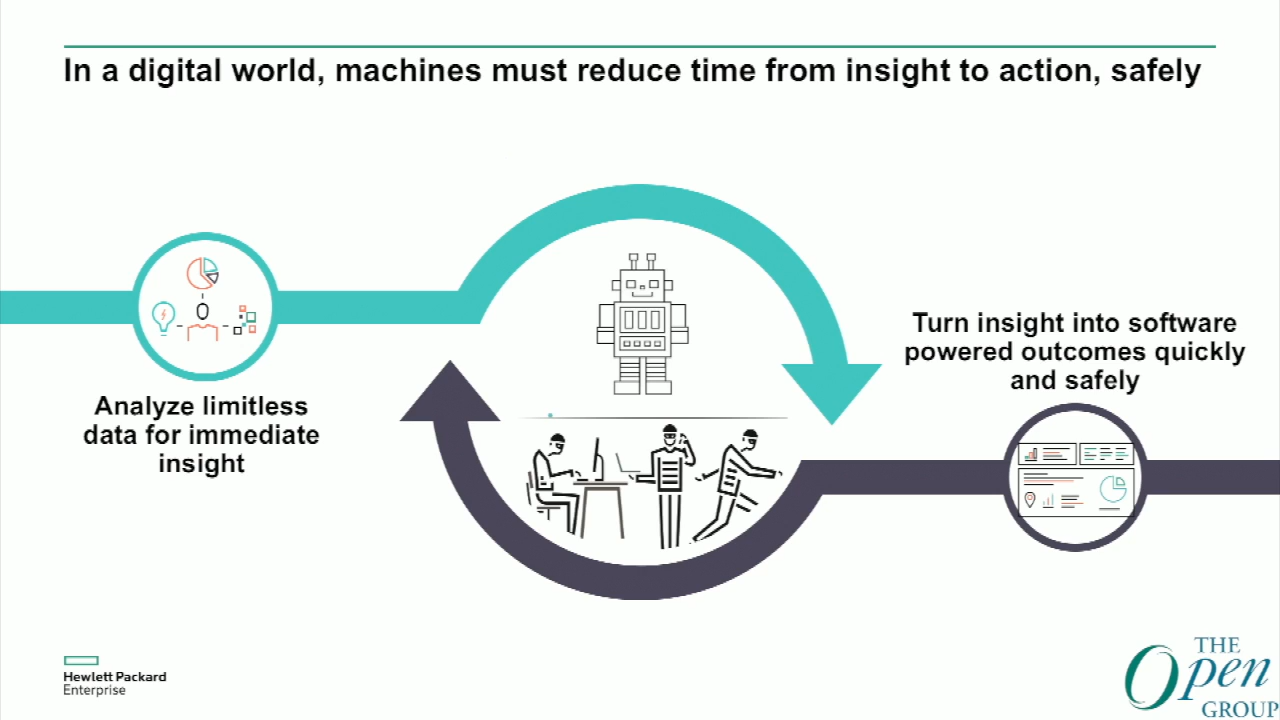 In a digital world, machines must reduce time from insight to action, safely
Analyze limitless
data for immediate
insight
Turn insight into software
powered outcomes quickly
and safely
Hewlett Packard
Enterprise
THE
Open
GROUP